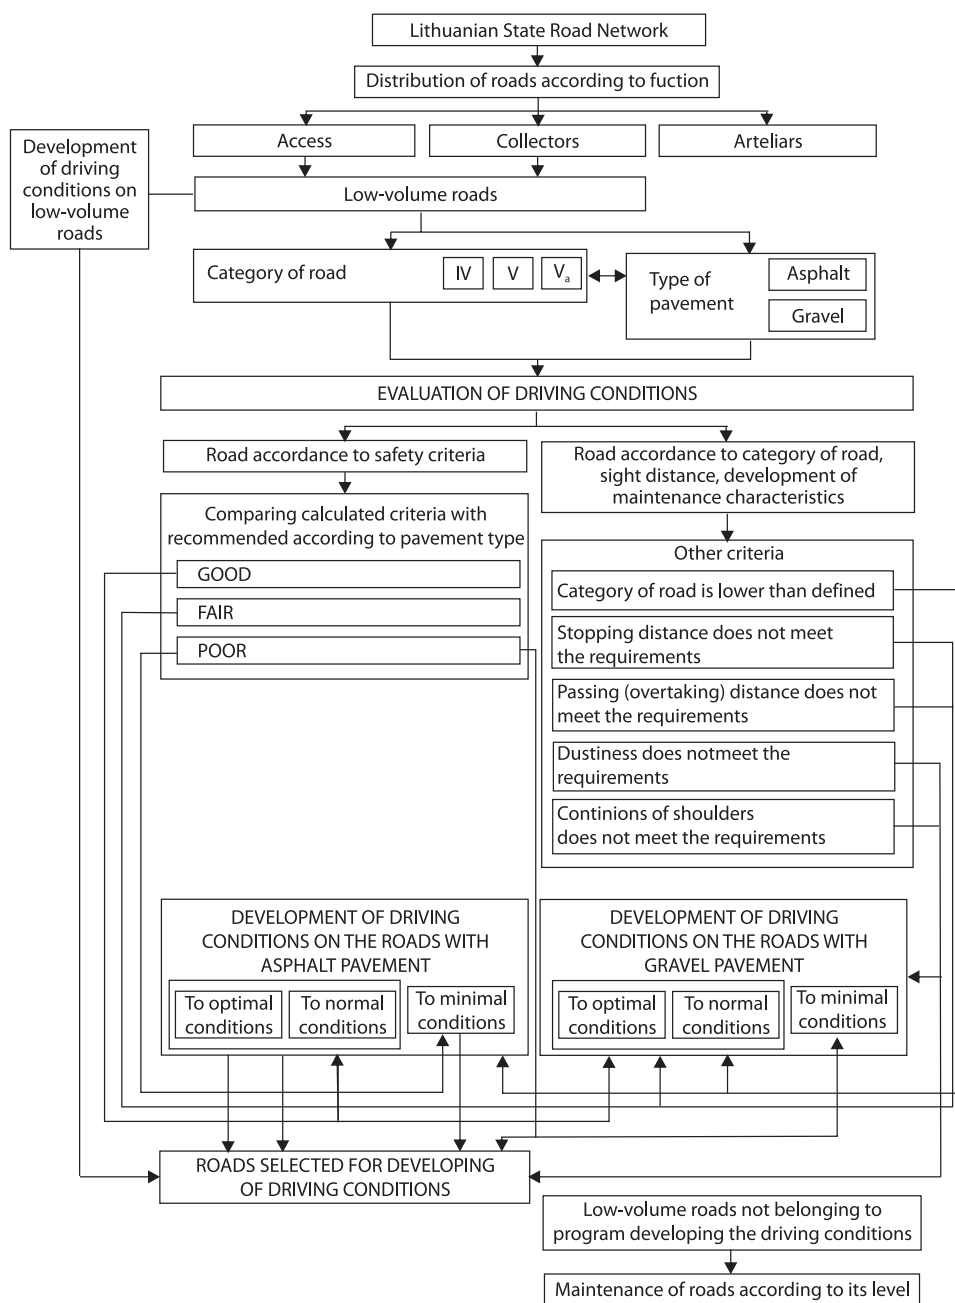 Lithuanian State Road Network
Distribution of roads according to fuction
Access
Collectors
Arteliars
Development
of driving
conditions on
low-volume
roads
Low-volume roads
Category of road
IV
V
Va
Type of
pavement
Asphalt
Gravel
EVALUATION OF DRIVING CONDITIONS
Road accordance to safety criteria
Road accordance to category of road,
sight distance, development of
maintenance characteristics
Comparing calculated criteria with
recommended according to pavement type
GOOD
FAIR
POOR
Other criteria
Category of road is lower than defined
Stopping distance does not meet
the requirements
Passing (overtaking) distance does not
meet the requirements
Dustiness does notmeet the
requirements
Continions of shoulders
does not meet the requirements
DEVELOPMENT OF DRIVING
CONDITIONS ON THE ROADS WITH
ASPHALT PAVEMENT
To optimal
conditions
To normal
conditions
To minimal
conditions
DEVELOPMENT OF DRIVING
CONDITIONS ON THE ROADS WITH
GRAVEL PAVEMENT
To optimal
conditions
To normal
conditions
To minimal
conditions
ROADS SELECTED FOR DEVELOPING
OF DRIVING CONDITIONS
Low-volume roads not belonging to
program developing the driving conditions
Maintenance of roads according to its level